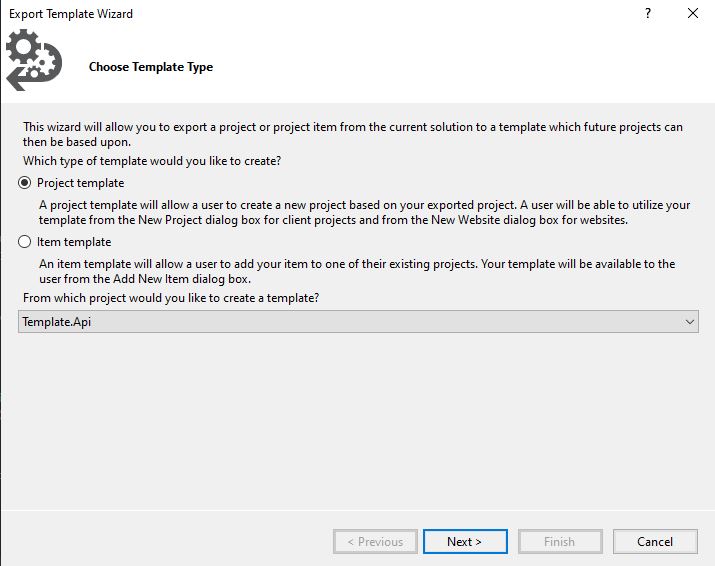 Export Template Wizard
?
Choose Template Type
This wizard will allow you to export a project or project item from the current solution to a template which future projects can
then be based upon.
Which type of template would you like to create?
Project template
A project template will allow a user to create a new project based on your exported project. A user will be able to utilize your
template from the New Project dialog box for client projects and from the New Website dialog box for websites.
Item template
An item template will allow a user to add your item to one of their existing projects. Your template will be available to the
user from the Add New Item dialog box.
From which project would you like to create a template?
Template.Api
< Previous
Next >
Finish
Cancel